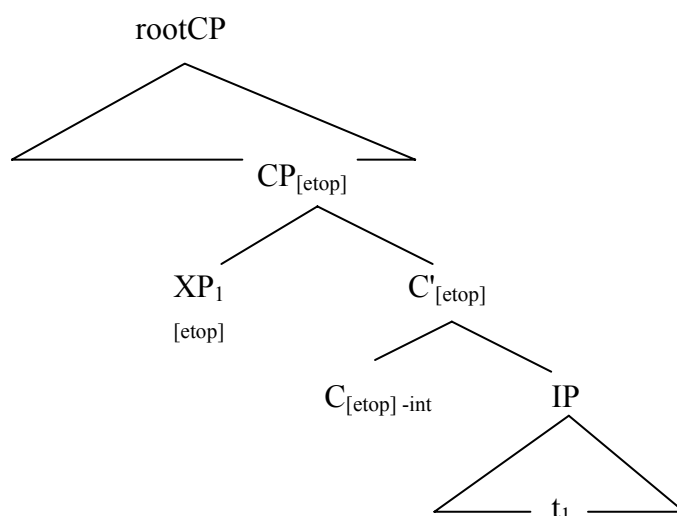 rootCP
CP[etop]
XP1 C'[etop]
[etop]
C[etop] -int IP
t1